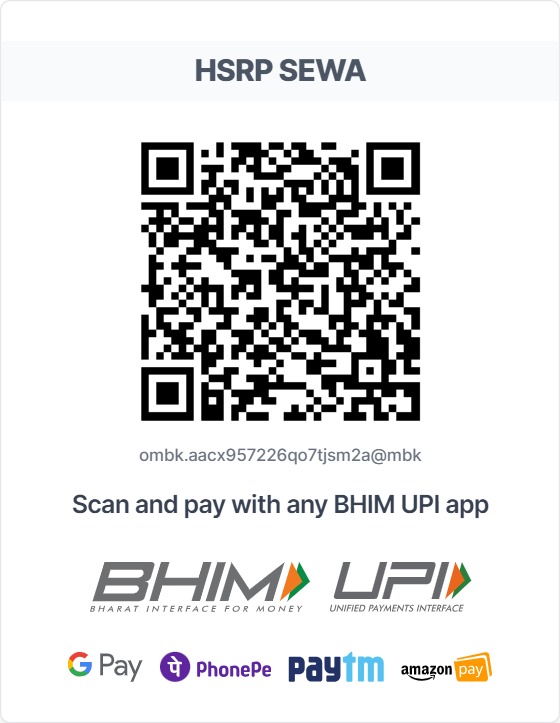 HSRP SEWA
ombk.aacx957226qo7tjsm2a@mbk
Scan and pay with any BHIM UPI app
BHIM UPI
BHARAT INTERFACE FOR MONEY UNIFIED PAYMENTS INTERFACE
G Pay PhonePe paytm amazon pay